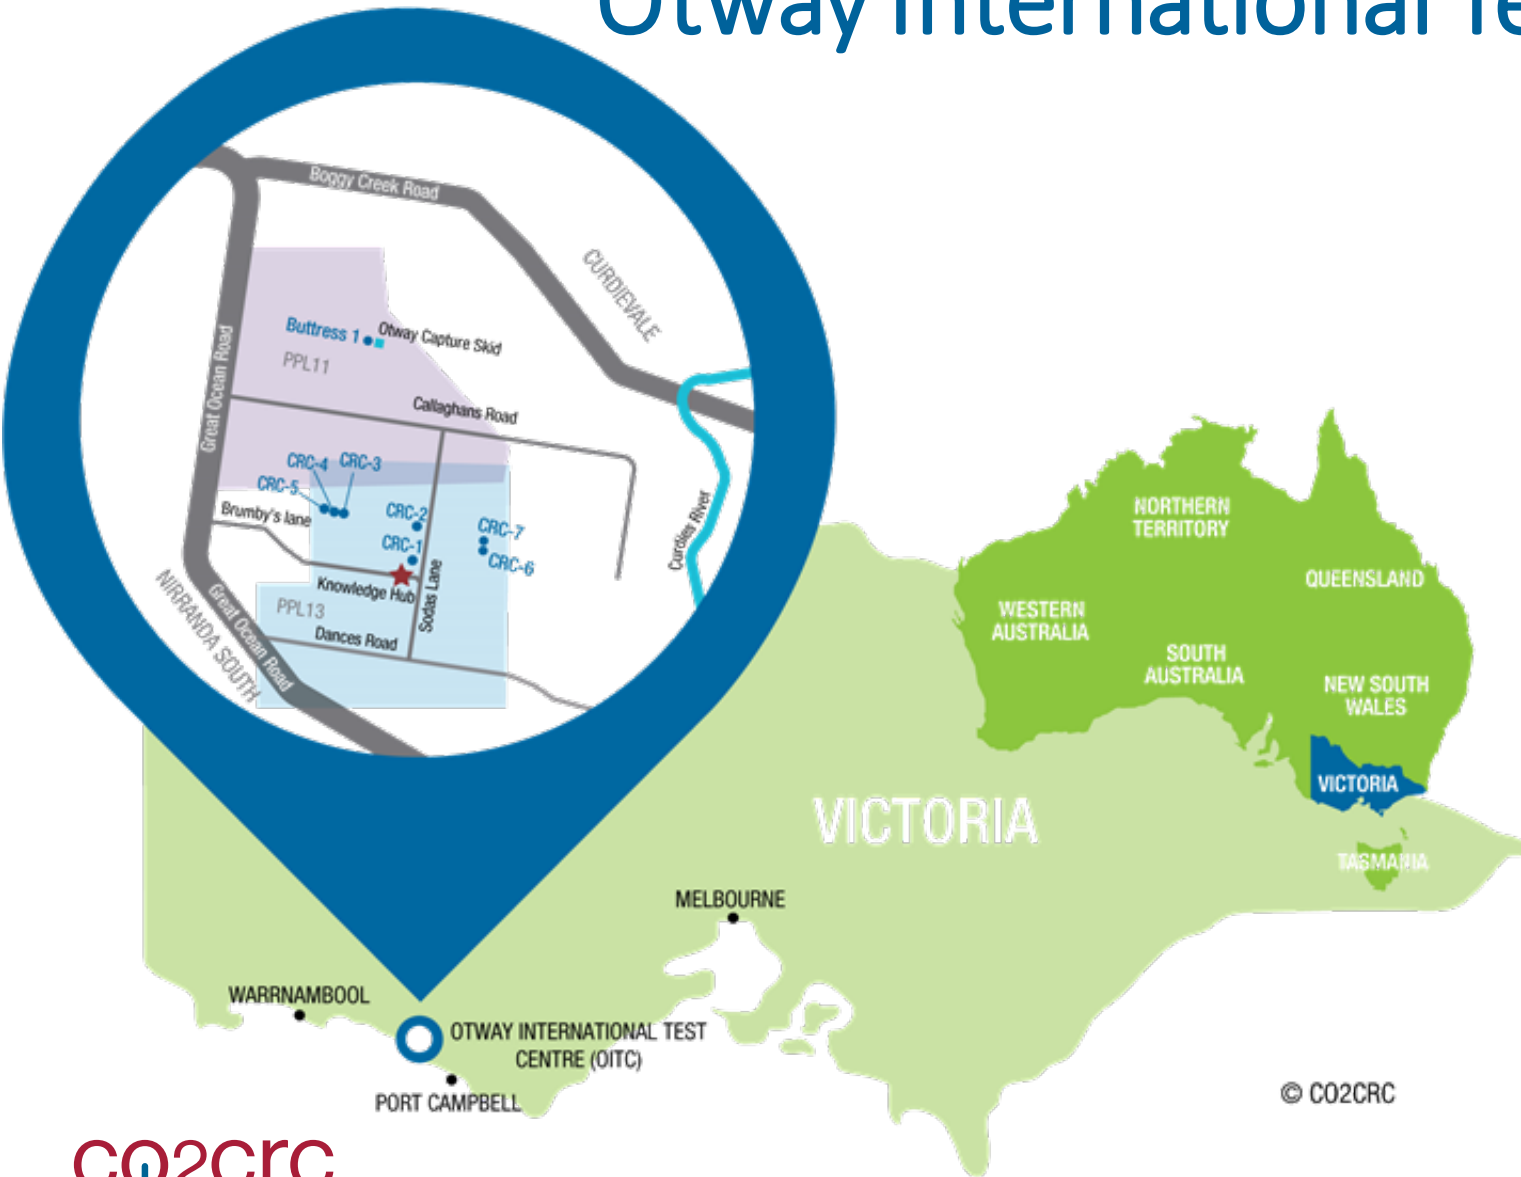 Otway International Te
Boggy Creek Road
CURDIEVALE
Great Ocean Road
Buttress 1
Otway Capture Skid
PPL11
Callaghans Road
CRC-4
CRC-3
CRC-5
Brumby's lane
CRC-2
CRC-7
CRC-1
CRC-6
Curdies River
Knowledge Hub
Sodas Lane
PPL13
Great Ocean Road
NIRRANDA SOUTH
Dances Road
NORTHERN
TERRITORY
QUEENSLAND
WESTERN
AUSTRALIA
SOUTH
AUSTRALIA
NEW SOUTH
WALES
VICTORIA
TASMANIA
VICTORIA
MELBOURNE
WARRNAMBOOL
OTWAY INTERNATIONAL TEST
CENTRE (OITC)
PORT CAMPBELL
© CO2CRC
co2crc